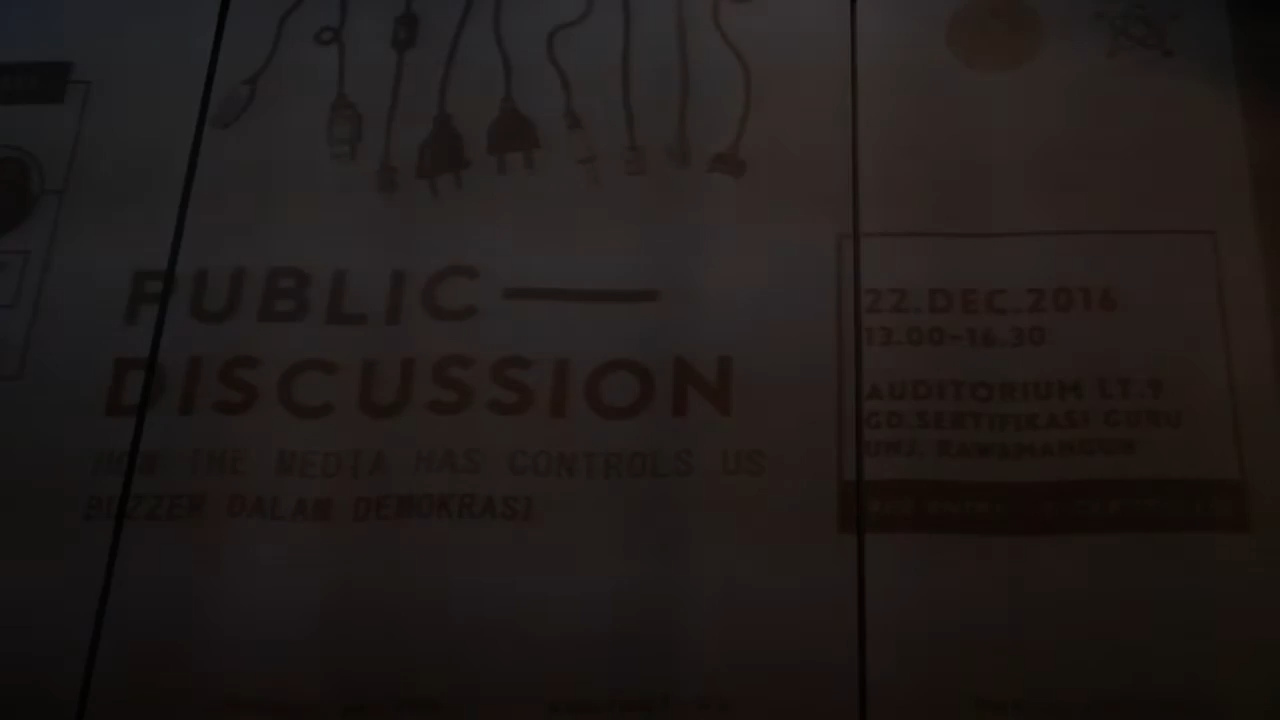 PUBLIC
DISCUSSION
HOW THE MEDIA HAS CONTROLS US
BUZZER DALAM DEMOKRASI
22.DEC.2016
13.00-16.30
AUDITORIUM LT.9
GD.SERTIFIKASI GURU
UNJ, RAWAMANGUN